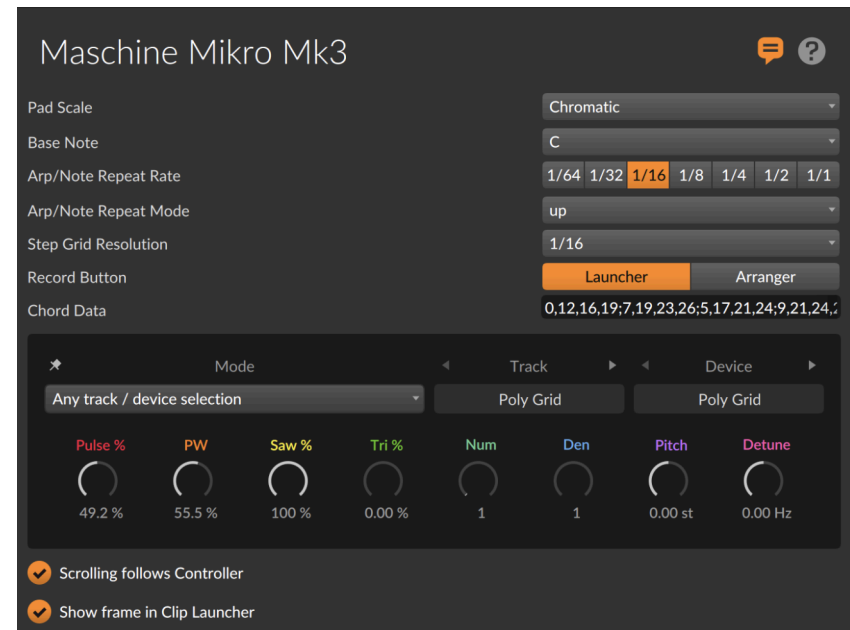 Maschine Mikro Mk3
?
Pad Scale Chromatic
Base Note C
Arp/Note Repeat Rate 1/64 1/32 1/16 1/8 1/4 1/2 1/1
Arp/Note Repeat Mode up
Step Grid Resolution 1/16
Record Button Launcher Arranger
Chord Data 0,12,16,19;7,19,23,26;5,17,21,24;9,21,24,
Mode Track Device
Any track / device selection Poly Grid Poly Grid
Pulse % PW Saw % Tri % Num Den Pitch Detune
49.2 % 55.5 % 100 % 0.00 % 1 1 0.00 st 0.00 Hz
Scrolling follows Controller
Show frame in Clip Launcher